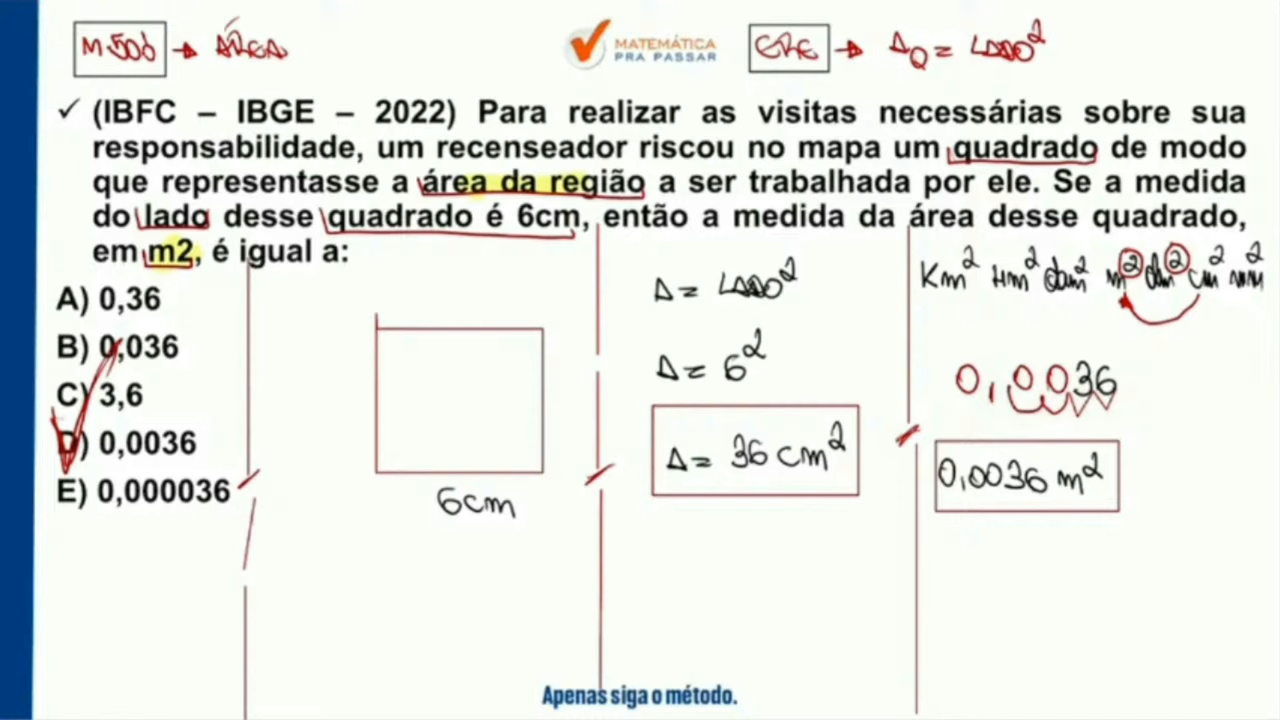 M500 → ÁREA
MATEMÁTICA
PRA PASSAR
→ AQ = LADO²
✓ (IBFC – IBGE – 2022) Para realizar as visitas necessárias sobre sua
responsabilidade, um recenseador riscou no mapa um quadrado de modo
que representasse a área da região a ser trabalhada por ele. Se a medida
do lado desse quadrado é 6cm, então a medida da área desse quadrado,
em m2, é igual a:
A) 0,36
B) 0,036
C) 3,6
D) 0,0036
E) 0,000036
6cm
A = LADO²
A = 6²
A = 36 cm²
Km² Hm² dam² m² dm² cm² mm²
0,0036
0,0036 m²
Apenas siga o método.